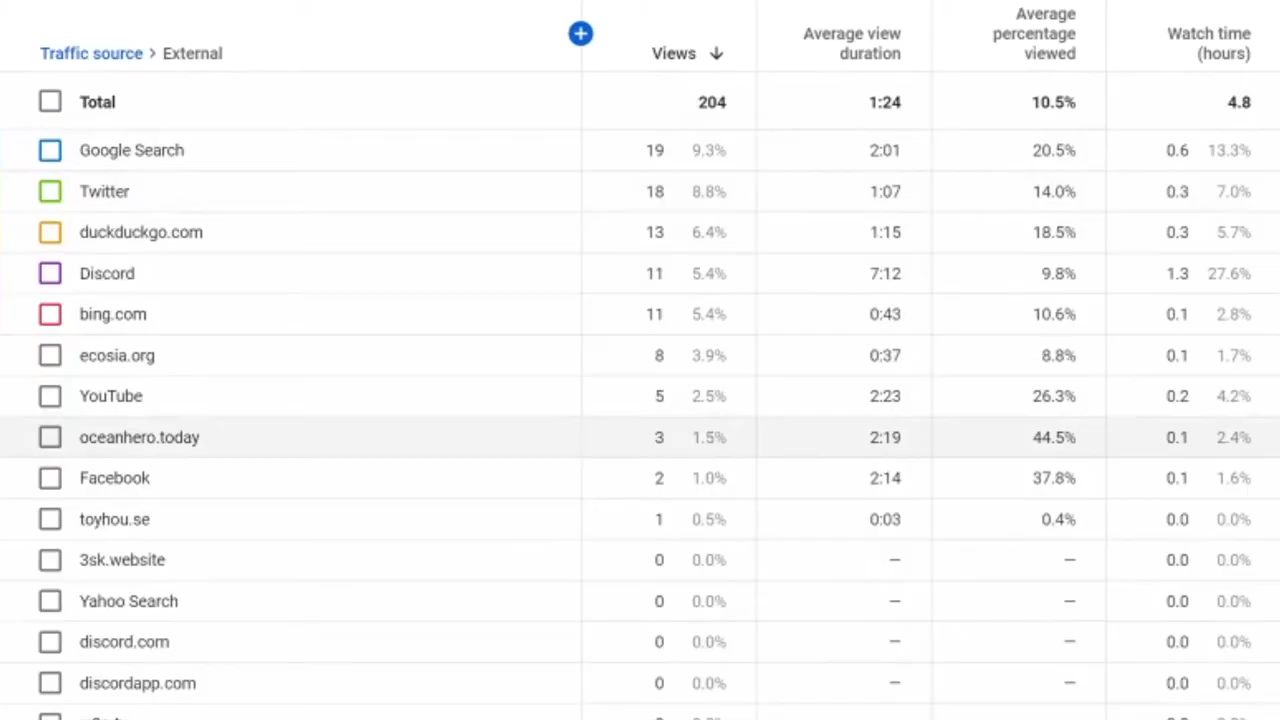 Traffic source > External Views Average view duration Average percentage viewed Watch time (hours)
Total 204 1:24 10.5% 4.8
Google Search 19 9.3% 2:01 20.5% 0.6 13.3%
Twitter 18 8.8% 1:07 14.0% 0.3 7.0%
duckduckgo.com 13 6.4% 1:15 18.5% 0.3 5.7%
Discord 11 5.4% 7:12 9.8% 1.3 27.6%
bing.com 11 5.4% 0:43 10.6% 0.1 2.8%
ecosia.org 8 3.9% 0:37 8.8% 0.1 1.7%
YouTube 5 2.5% 2:23 26.3% 0.2 4.2%
oceanhero.today 3 1.5% 2:19 44.5% 0.1 2.4%
Facebook 2 1.0% 2:14 37.8% 0.1 1.6%
toyhou.se 1 0.5% 0:03 0.4% 0.0 0.0%
3sk.website 0 0.0% – – 0.0 0.0%
Yahoo Search 0 0.0% – – 0.0 0.0%
discord.com 0 0.0% – – 0.0 0.0%
discordapp.com 0 0.0% – – 0.0 0.0%